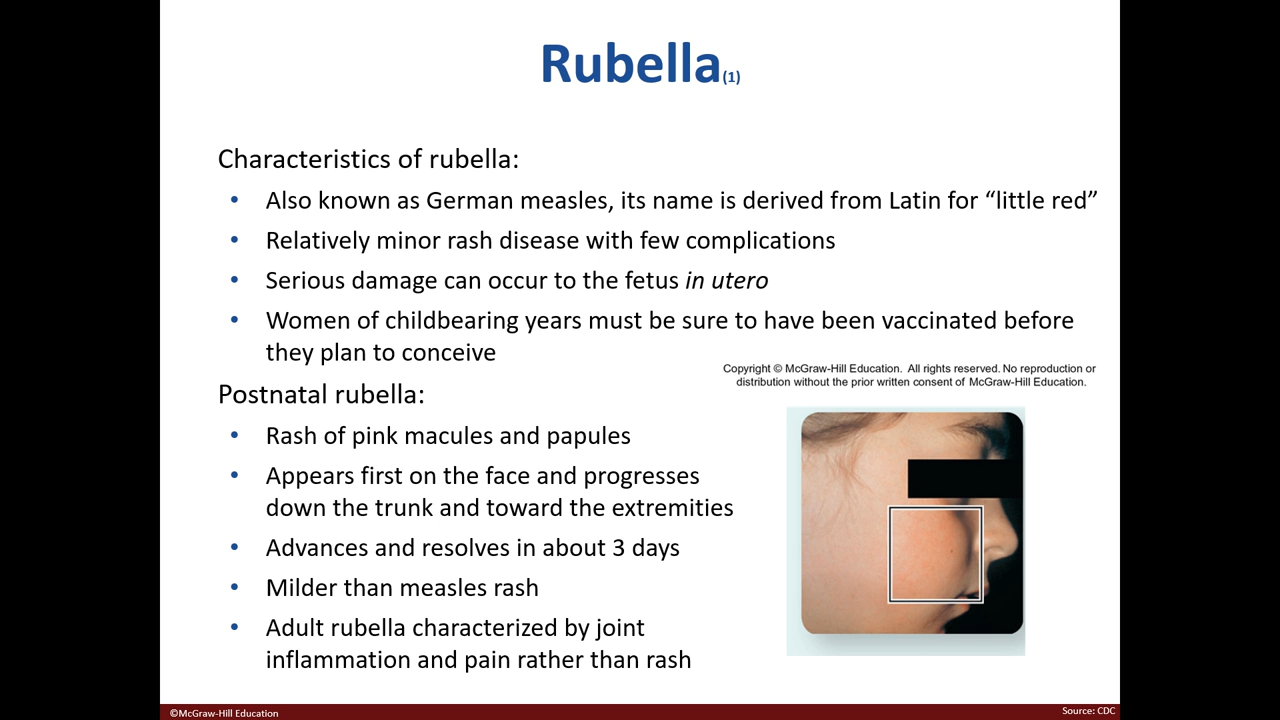 Rubella(1)
Characteristics of rubella:
• Also known as German measles, its name is derived from Latin for “little red”
• Relatively minor rash disease with few complications
• Serious damage can occur to the fetus in utero
• Women of childbearing years must be sure to have been vaccinated before
they plan to conceive
Copyright © McGraw-Hill Education. All rights reserved. No reproduction or
distribution without the prior written consent of McGraw-Hill Education.
Postnatal rubella:
• Rash of pink macules and papules
• Appears first on the face and progresses
down the trunk and toward the extremities
• Advances and resolves in about 3 days
• Milder than measles rash
• Adult rubella characterized by joint
inflammation and pain rather than rash
©McGraw-Hill Education
Source: CDC